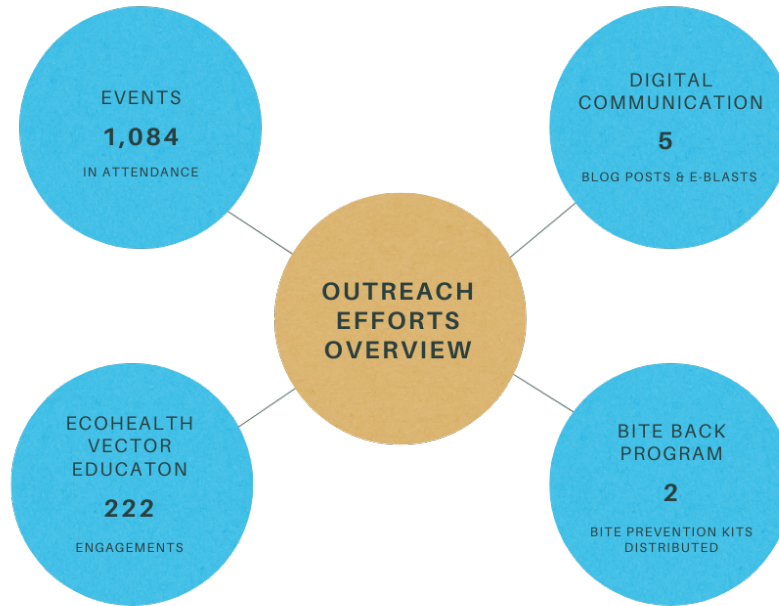 EVENTS
1,084
IN ATTENDANCE
DIGITAL
COMMUNICATION
5
BLOG POSTS & E-BLASTS
OUTREACH
EFFORTS
OVERVIEW
ECOHEALTH
VECTOR
EDUCATON
222
ENGAGEMENTS
BITE BACK
PROGRAM
2
BITE PREVENTION KITS
DISTRIBUTED